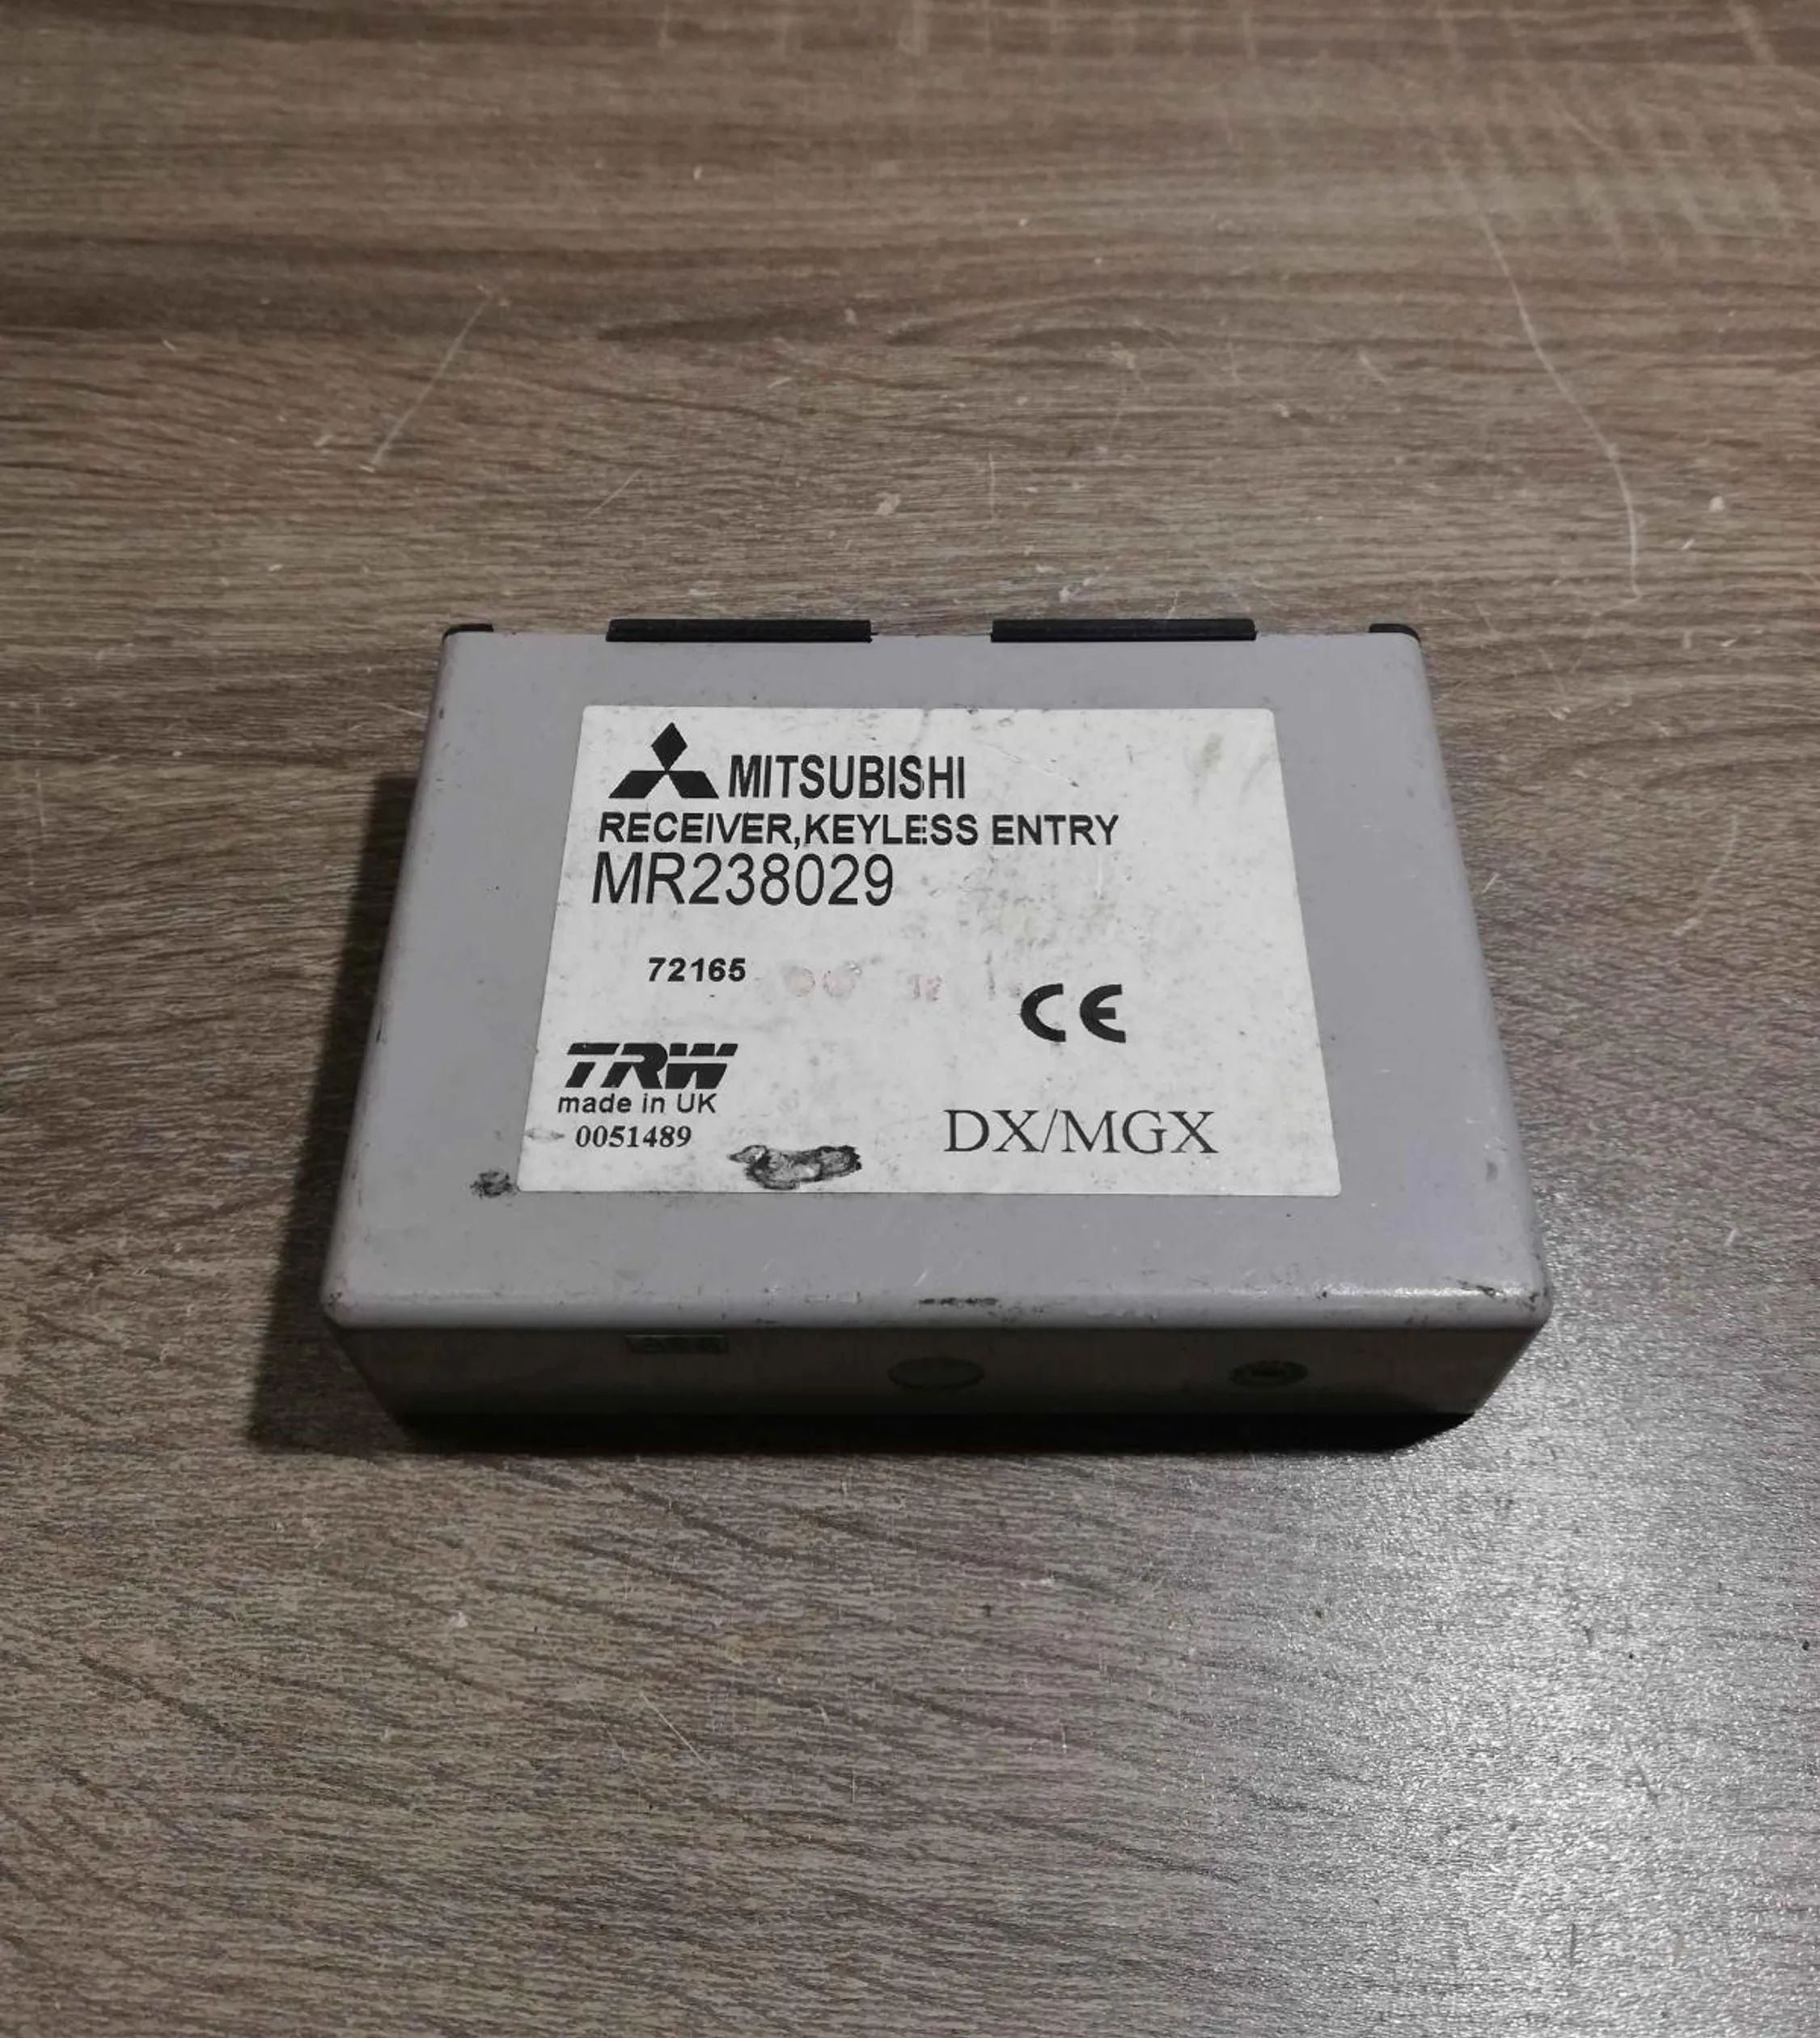 MITSUBISHI
RECEIVER,KEYLESS ENTRY
MR238029
72165
CE
TRW
made in UK
0051489
DX/MGX